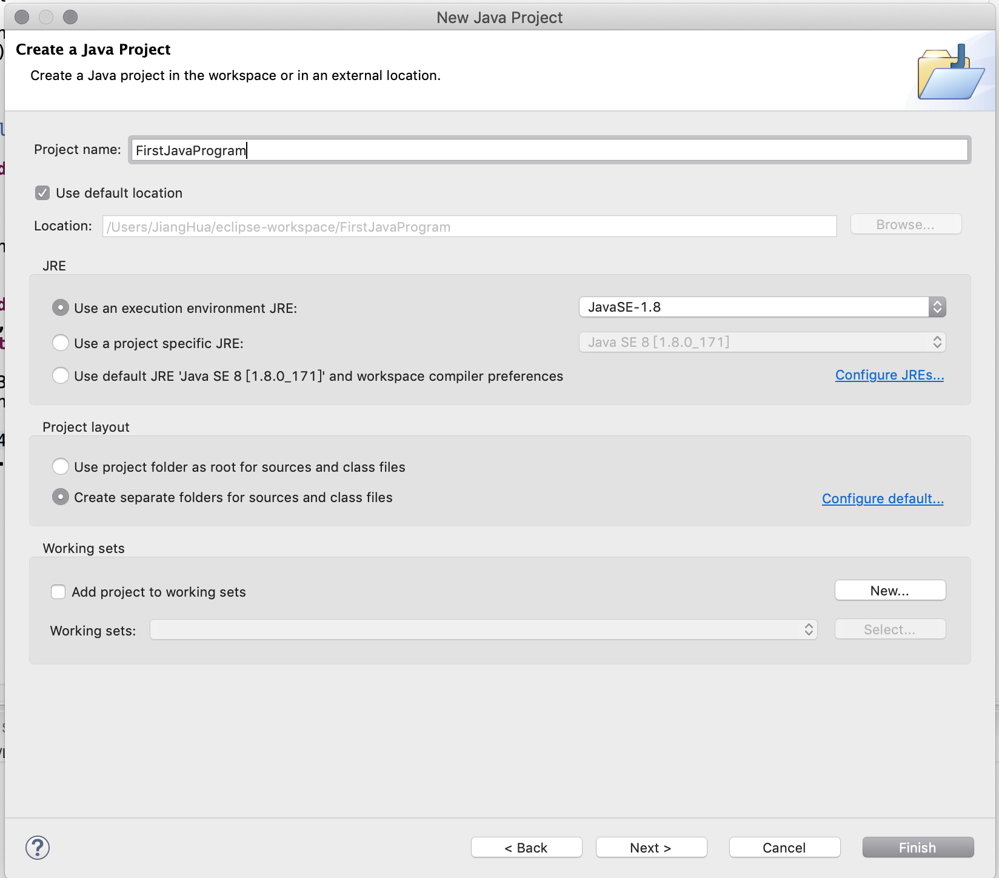 New Java Project
Create a Java Project
Create a Java project in the workspace or in an external location.
Project name: FirstJavaProgram
Use default location
Location: /Users/JiangHua/eclipse-workspace/FirstJavaProgram Browse...
JRE
Use an execution environment JRE: JavaSE-1.8
Use a project specific JRE: Java SE 8 [1.8.0_171]
Use default JRE 'Java SE 8 [1.8.0_171]' and workspace compiler preferences Configure JREs...
Project layout
Use project folder as root for sources and class files
Create separate folders for sources and class files Configure default...
Working sets
Add project to working sets New...
Working sets: Select...
? < Back Next > Cancel Finish